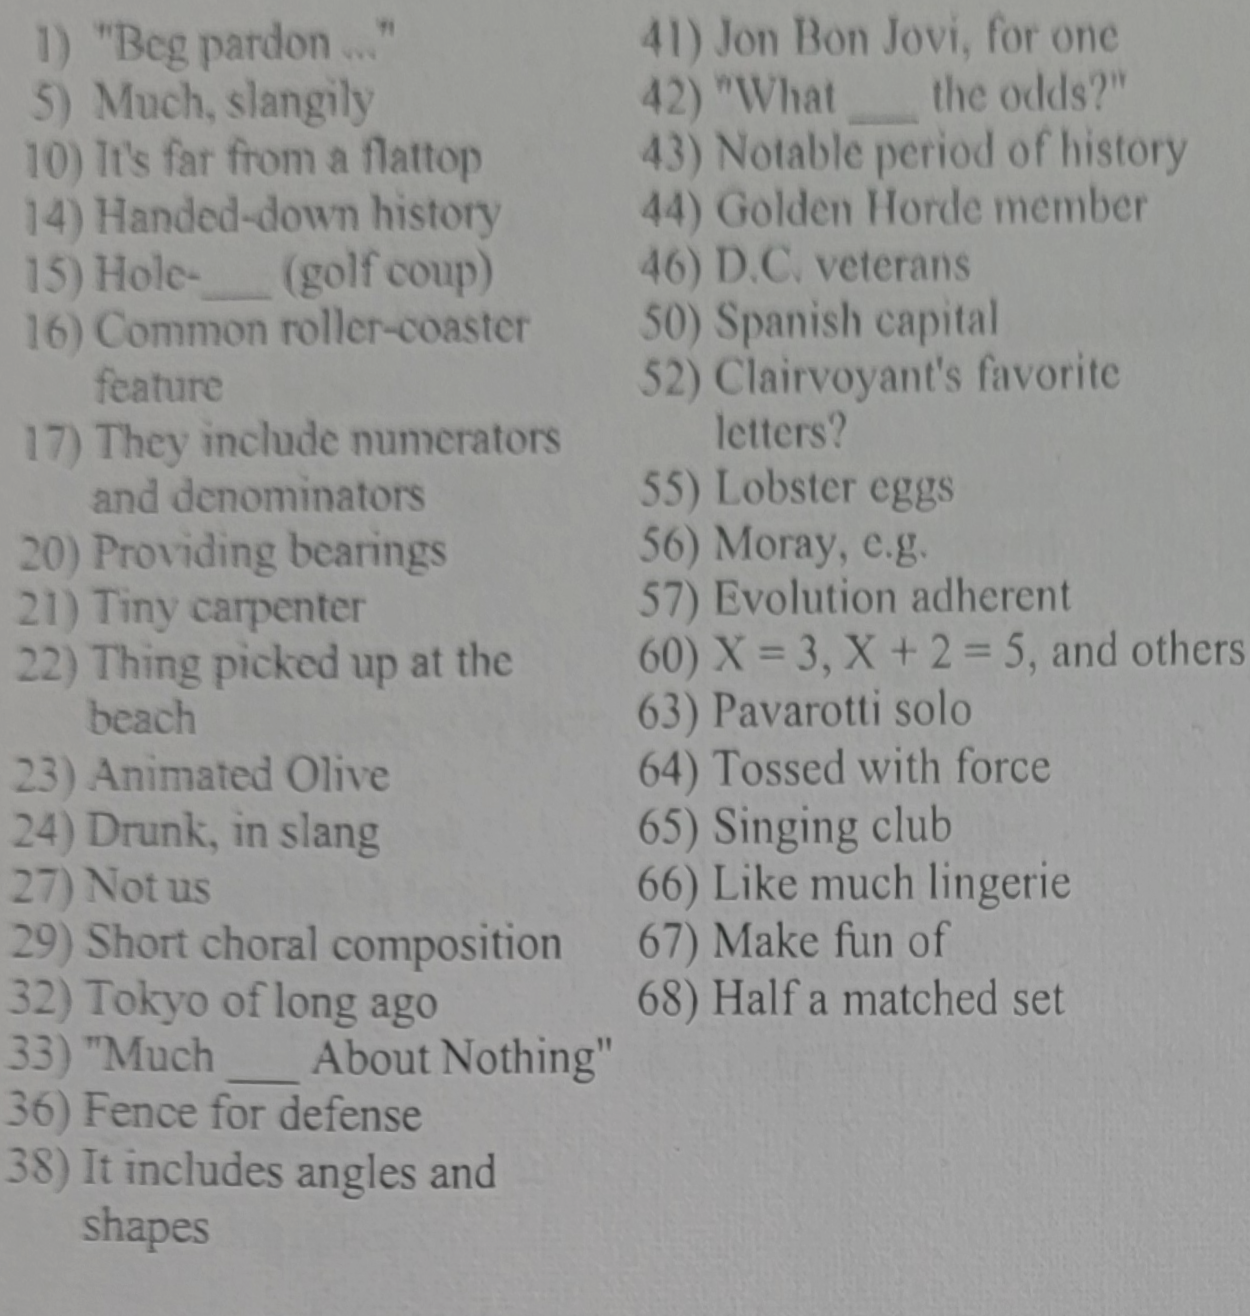 1) "Beg pardon ..."
5) Much, slangily
10) It's far from a flattop
14) Handed-down history
15) Hole-____ (golf coup)
16) Common roller-coaster
feature
17) They include numerators
and denominators
20) Providing bearings
21) Tiny carpenter
22) Thing picked up at the
beach
23) Animated Olive
24) Drunk, in slang
27) Not us
29) Short choral composition
32) Tokyo of long ago
33) "Much ____ About Nothing"
36) Fence for defense
38) It includes angles and
shapes
41) Jon Bon Jovi, for one
42) "What ____ the odds?"
43) Notable period of history
44) Golden Horde member
46) D.C. veterans
50) Spanish capital
52) Clairvoyant's favorite
letters?
55) Lobster eggs
56) Moray, e.g.
57) Evolution adherent
60) X = 3, X + 2 = 5, and others
63) Pavarotti solo
64) Tossed with force
65) Singing club
66) Like much lingerie
67) Make fun of
68) Half a matched set